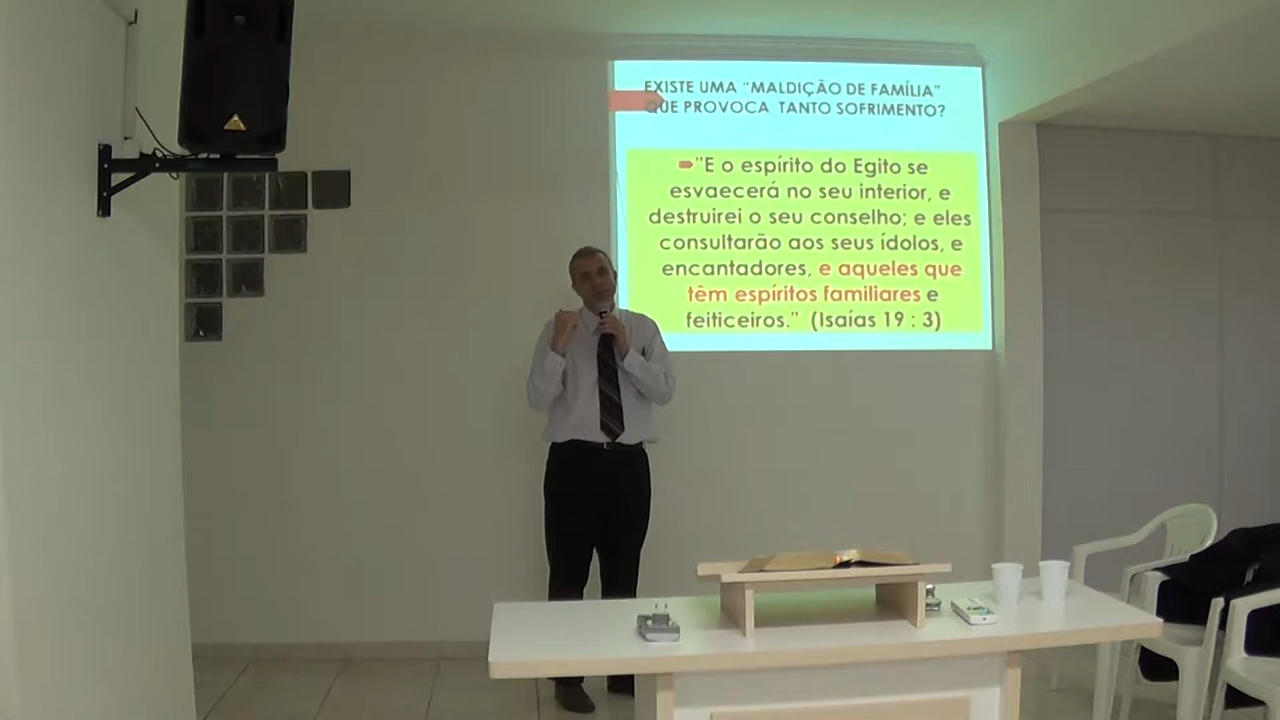 EXISTE UMA "MALDIÇÃO DE FAMÍLIA"
QUE PROVOCA TANTO SOFRIMENTO?
"E o espírito do Egito se
esvaecerá no seu interior, e
destruirei o seu conselho; e eles
consultarão aos seus ídolos, e
encantadores, e aqueles que
têm espíritos familiares e
feiticeiros." (Isaías 19 : 3)